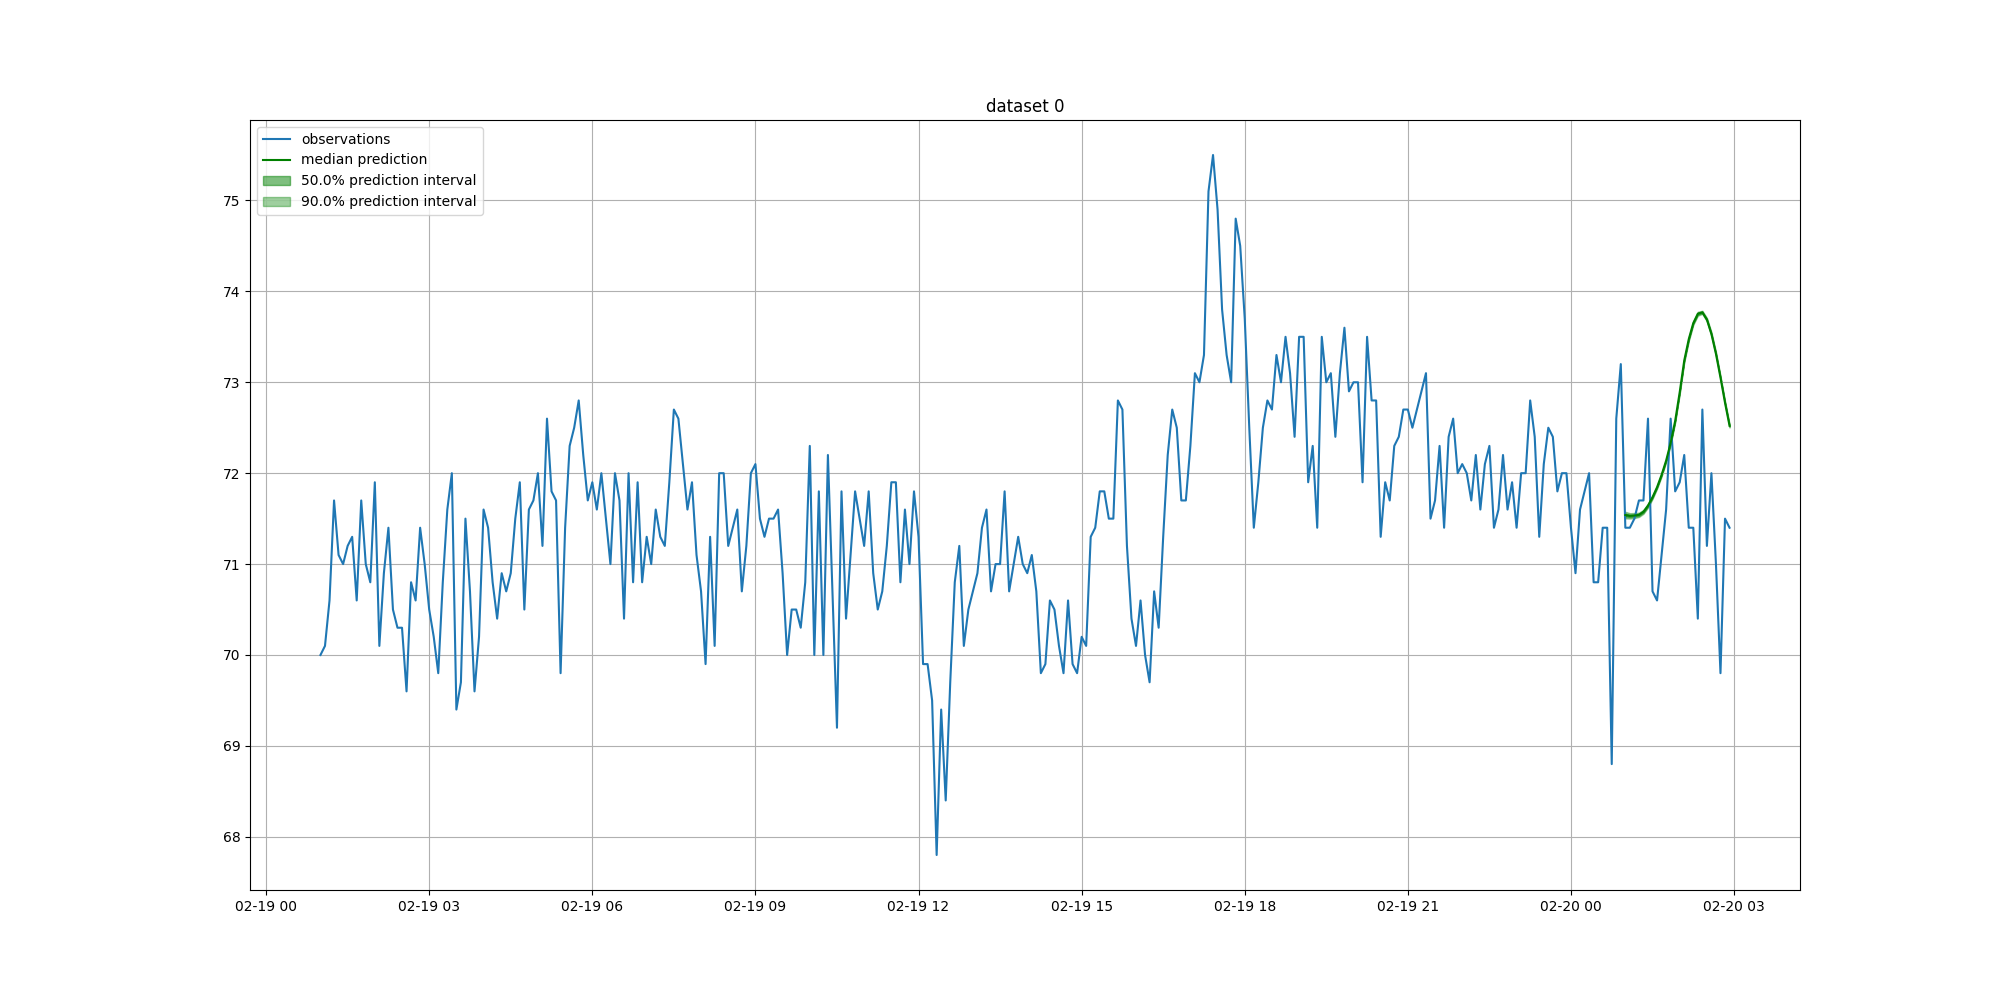 dataset 0
observations
median prediction
50.0% prediction interval
90.0% prediction interval
75
74
73
72
71
70
69
68
02-19 00 02-19 03 02-19 06 02-19 09 02-19 12 02-19 15 02-19 18 02-19 21 02-20 00 02-20 03